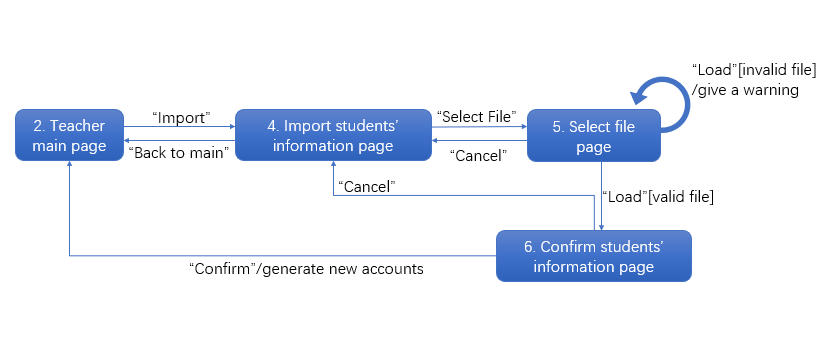 “Load”[invalid file]
/give a warning
2. Teacher
main page
“Import”
“Back to main”
4. Import students’
information page
“Select File”
“Cancel”
5. Select file
page
“Cancel”
“Load”[valid file]
6. Confirm students’
information page
“Confirm”/generate new accounts